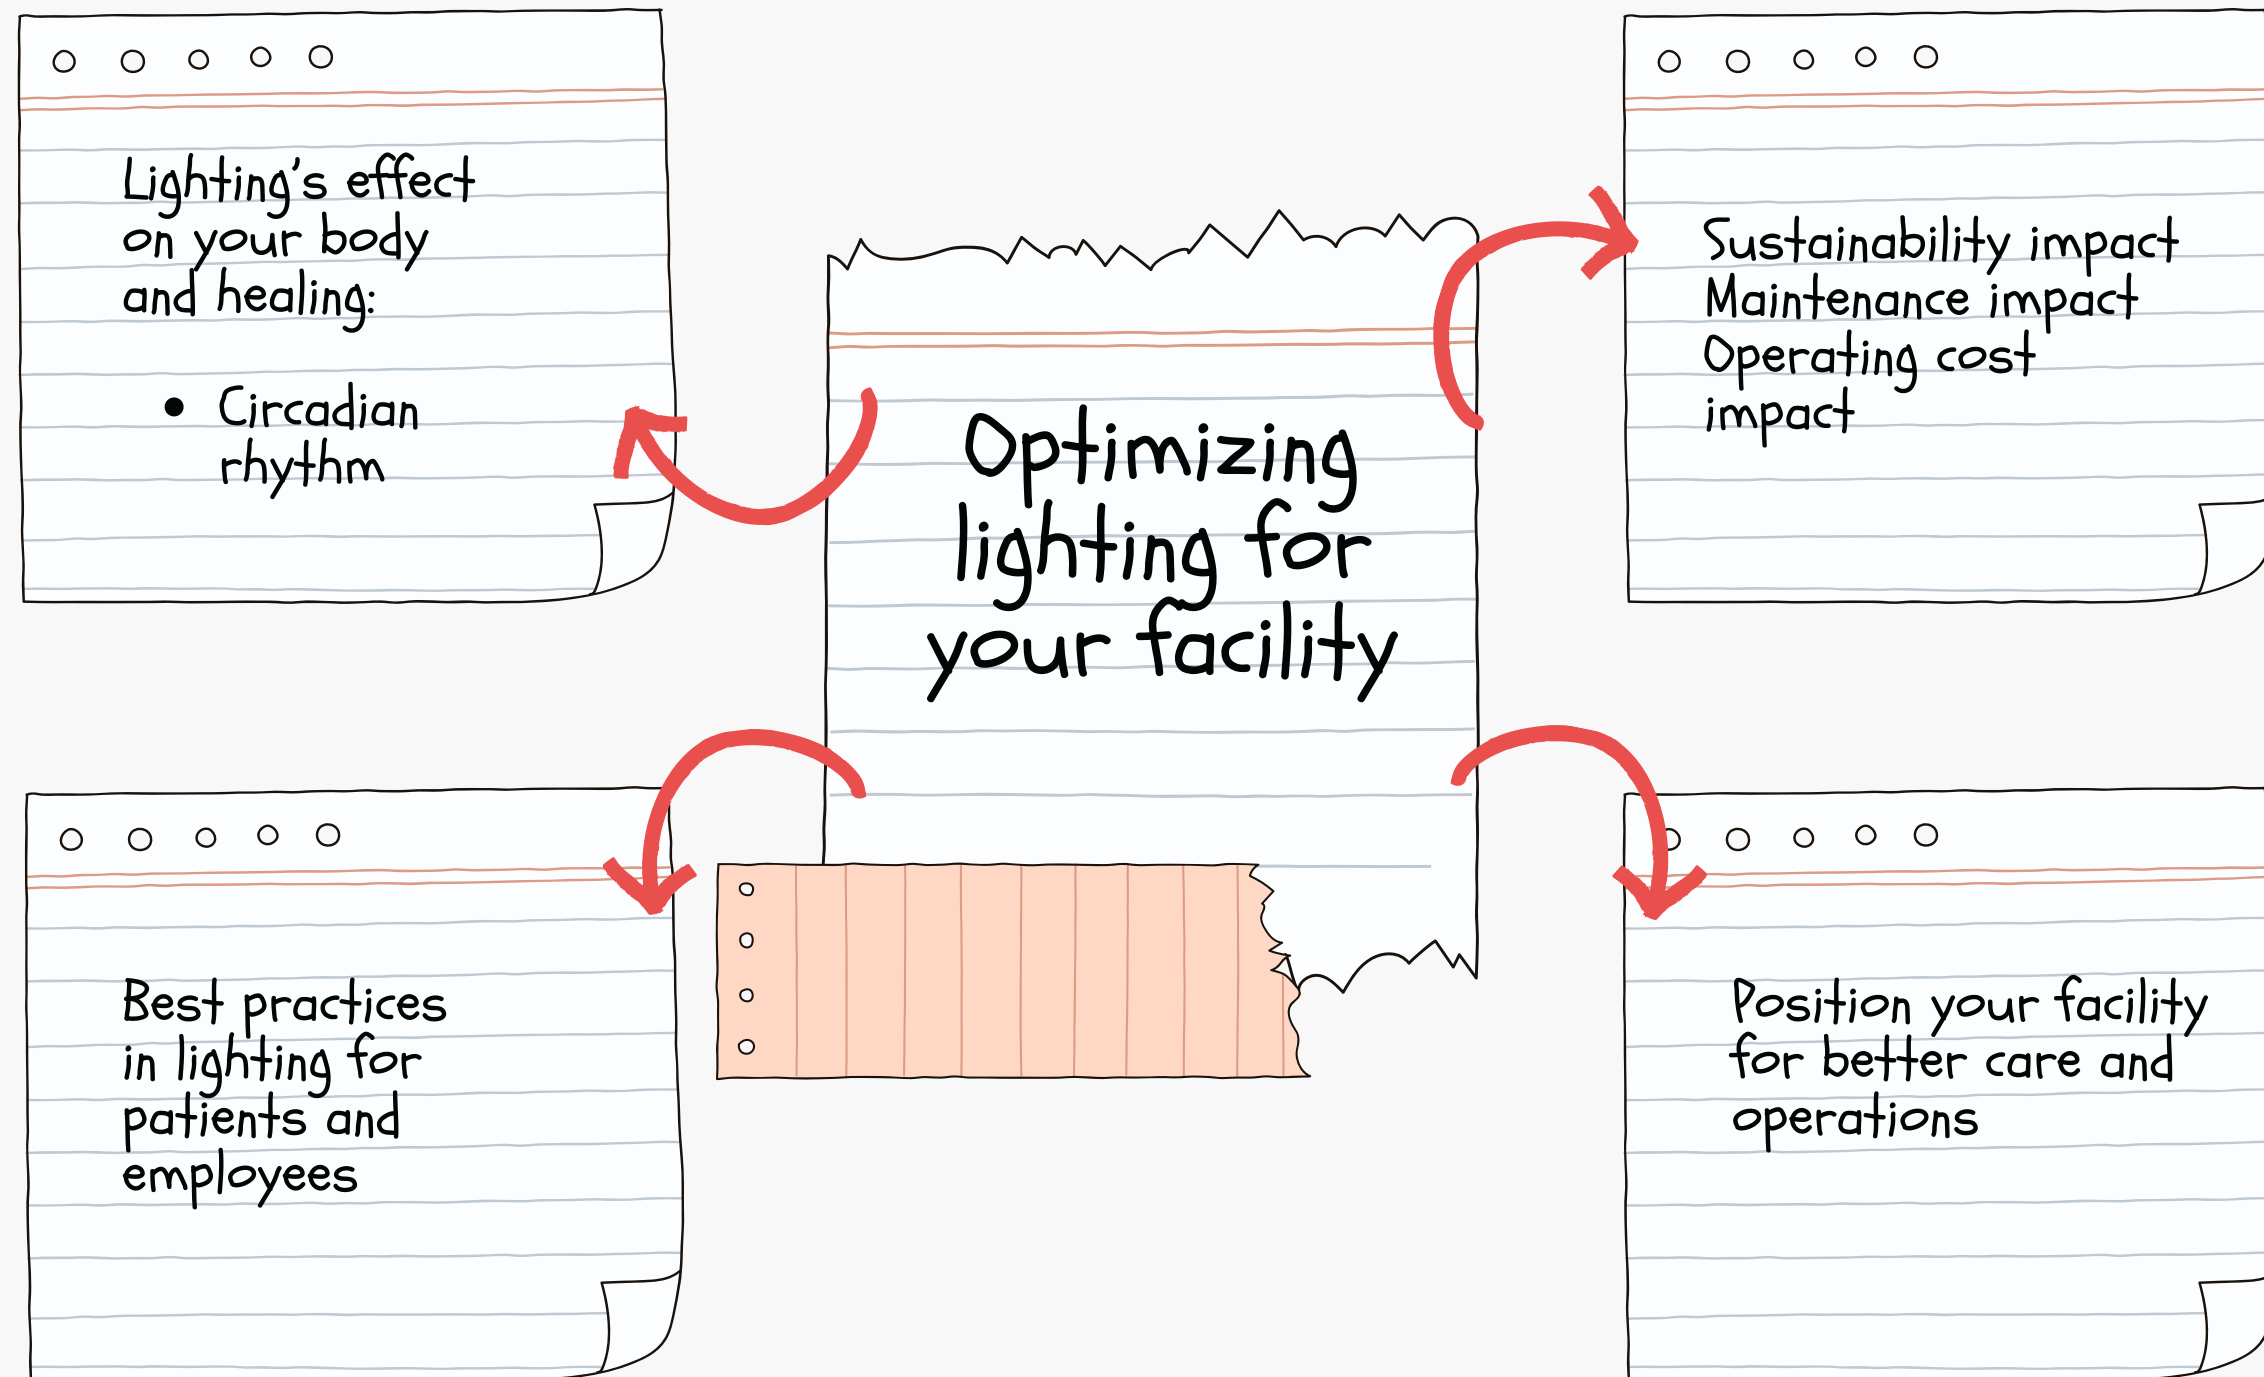 Lighting's effect
on your body
and healing:
• Circadian
rhythm
Optimizing
lighting for
your facility
Sustainability impact
Maintenance impact
Operating cost
impact
Best practices
in lighting for
patients and
employees
Position your facility
for better care and
operations